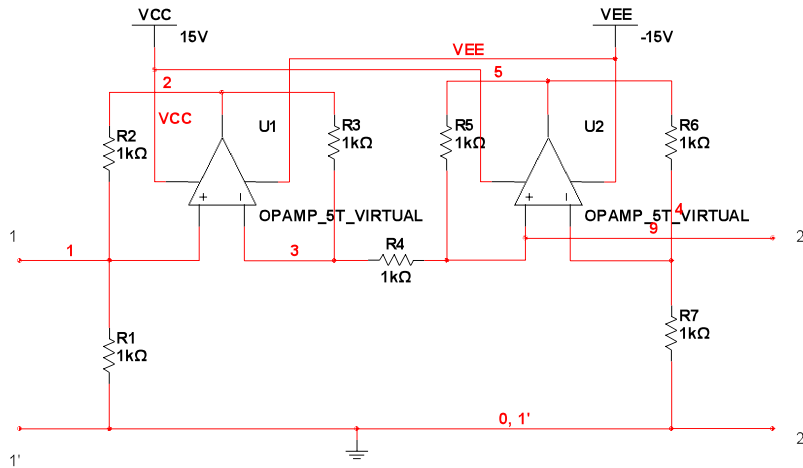 VCC
15V
VEE
-15V
VEE
2
5
VCC
R2
1kΩ
U1
R3
1kΩ
R5
1kΩ
U2
R6
1kΩ
+
-
OPAMP_5T_VIRTUAL
+
-
OPAMP_5T_VIRTUAL
4
9
1
1
3
R4
1kΩ
2
R1
1kΩ
R7
1kΩ
0, 1'
1'
2